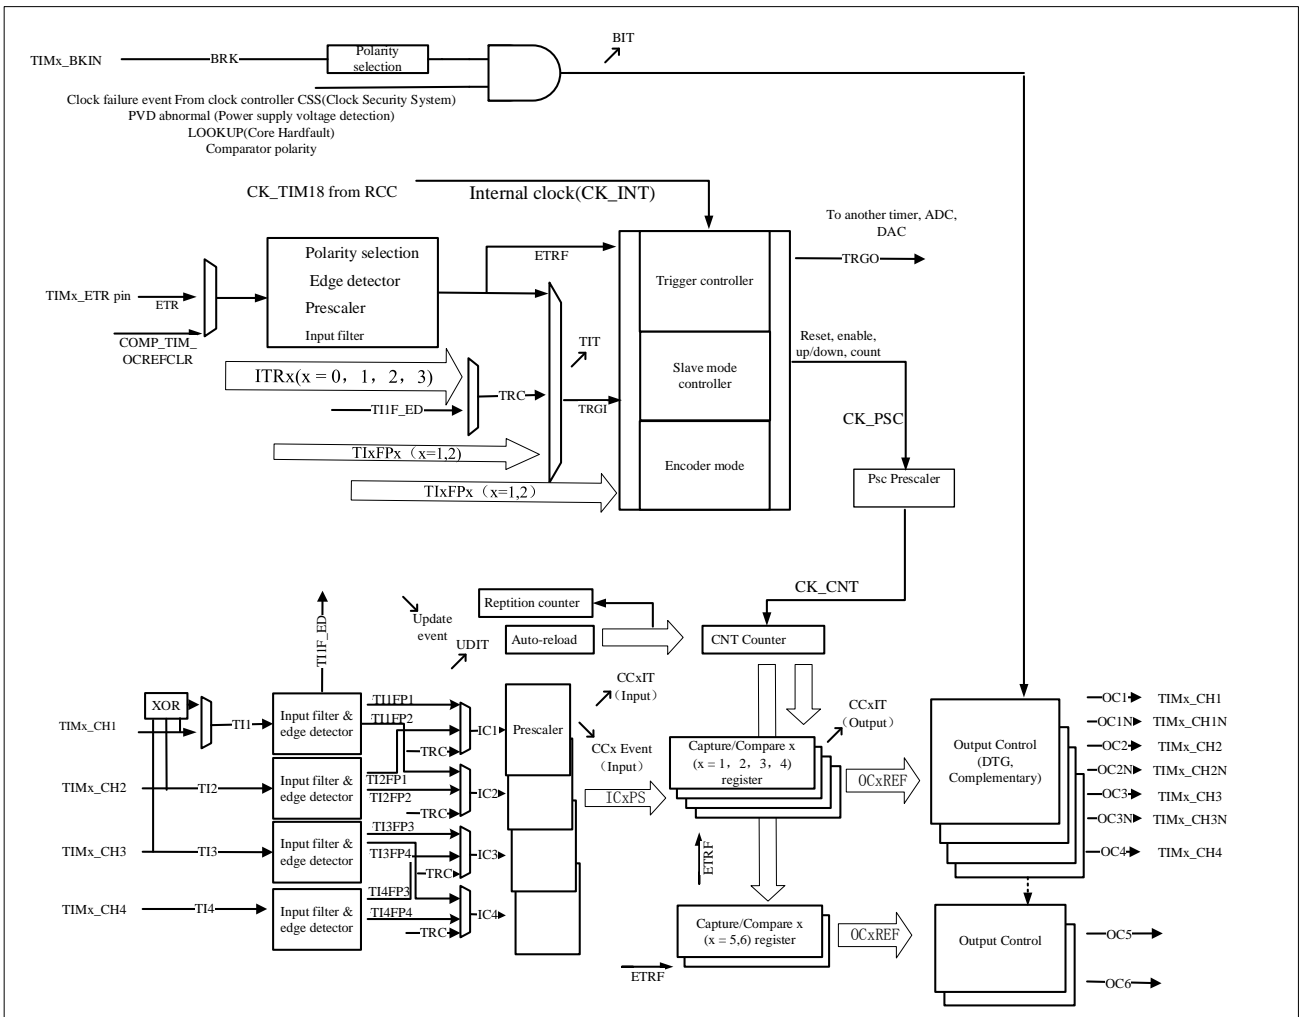 BIT
TIMx_BKIN
BRK
Polarity
selection
Clock failure event From clock controller CSS(Clock Security System)
PVD abnormal (Power supply voltage detection)
LOOKUP(Core Hardfault)
Comparator polarity
CK_TIM18 from RCC
Internal clock(CK_INT)
To another timer, ADC,
DAC
TRGO
Polarity selection
Edge detector
Prescaler
Input filter
ETRF
Trigger controller
TIMx_ETR pin
ETR
COMP_TIM_
OCREFCLR
TIT
Reset, enable,
up/down, count
Slave mode
controller
ITRx(x = 0，1，2，3)
TRC
TRGI
TI1F_ED
CK_PSC
TIxFPx（x=1,2)
Encoder mode
TIxFPx（x=1,2）
Psc Prescaler
CK_CNT
Reptition counter
Update
event
Auto-reload
CNT Counter
UDIT
TI1F_ED
CCxIT
（Input)
XOR
TIMx_CH1
TI1
Input filter &
edge detector
TI1FP1
TI1FP2
TRC
IC1
Prescaler
CCx Event
(Input)
CCxIT
（Output)
Capture/Compare x
(x = 1，2，3，4)
register
OCxREF
Output Control
(DTG,
Complementary)
OC1
TIMx_CH1
OC1N
TIMx_CH1N
OC2
TIMx_CH2
OC2N
TIMx_CH2N
OC3
TIMx_CH3
OC3N
TIMx_CH3N
OC4
TIMx_CH4
TIMx_CH2
TI2
Input filter &
edge detector
TI2FP1
TI2FP2
TRC
IC2
ICxPS
TIMx_CH3
TI3
Input filter &
edge detector
TI3FP3
TI3FP4
TRC
IC3
ETRF
TIMx_CH4
TI4
Input filter &
edge detector
TI4FP3
TI4FP4
TRC
IC4
Capture/Compare x
(x = 5,6) register
OCxREF
Output Control
OC5
ETRF
OC6